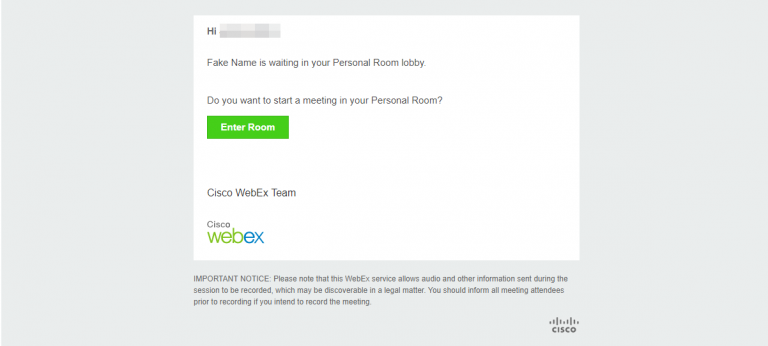 Hi
Fake Name is waiting in your Personal Room lobby.
Do you want to start a meeting in your Personal Room?
Enter Room
Cisco WebEx Team
Cisco
webex
IMPORTANT NOTICE: Please note that this WebEx service allows audio and other information sent during the
session to be recorded, which may be discoverable in a legal matter. You should inform all meeting attendees
prior to recording if you intend to record the meeting.
CISCO